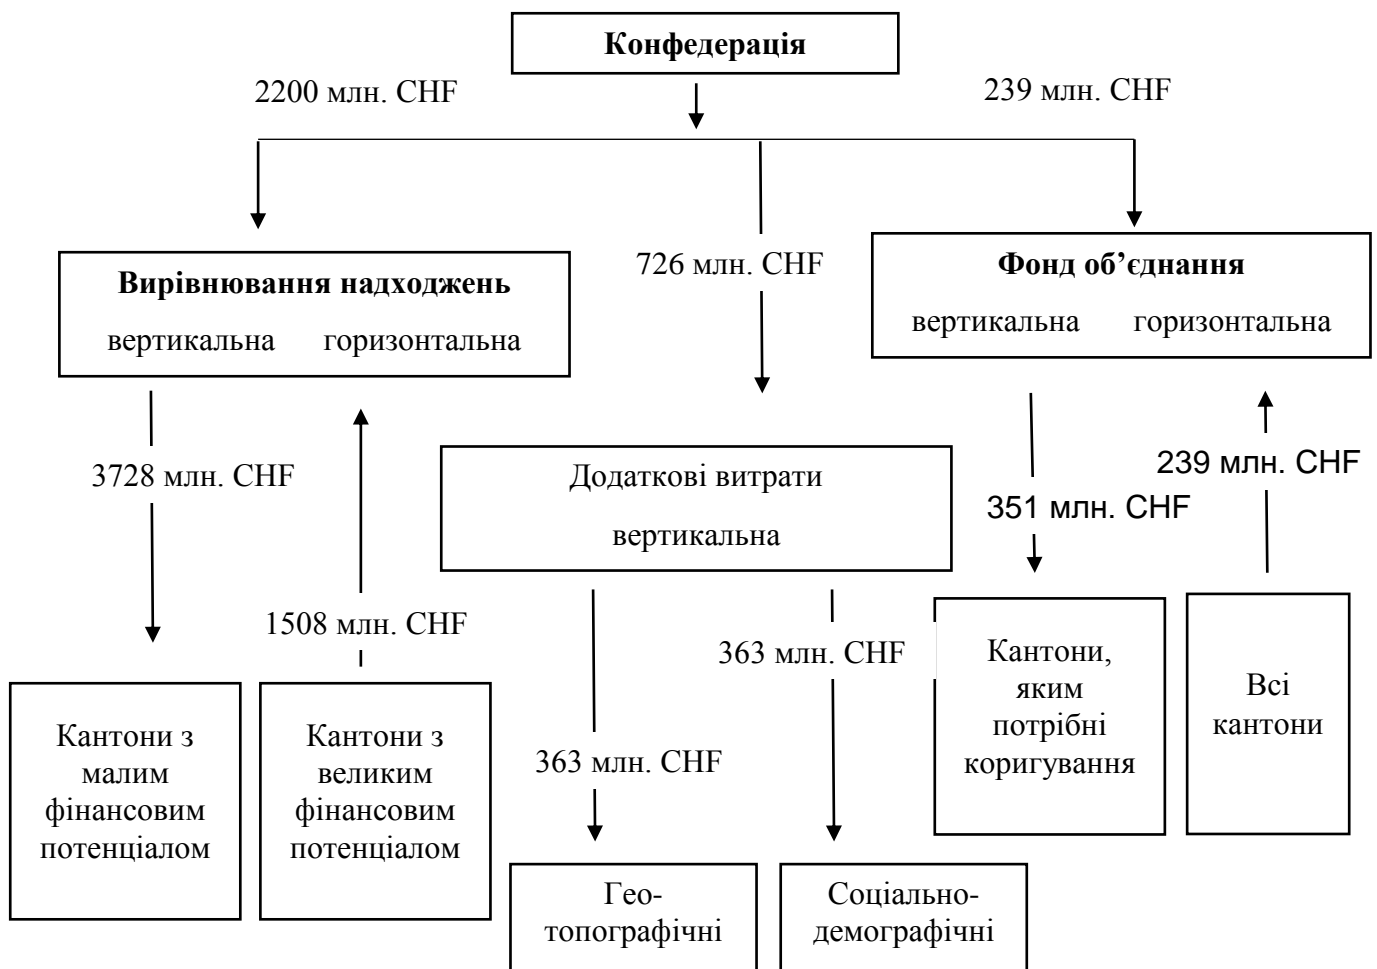 Конфедерація
2200 млн. CHF
239 млн. CHF
Вирівнювання надходжень
вертикальна горизонтальна
726 млн. CHF
Фонд об’єднання
вертикальна горизонтальна
3728 млн. CHF
1508 млн. CHF
Додаткові витрати
вертикальна
351 млн. CHF
239 млн. CHF
363 млн. CHF
363 млн. CHF
Кантони з
малим
фінансовим
потенціалом
Кантони з
великим
фінансовим
потенціалом
Гео-
топографічні
Соціально-
демографічні
Кантони,
яким
потрібні
коригування
Всі
кантони